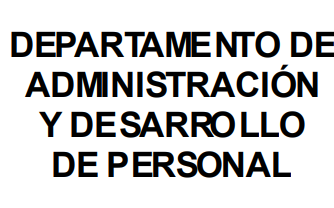 DEPARTAMENTO DE
ADMINISTRACIÓN
Y DESARROLLO
DE PERSONAL